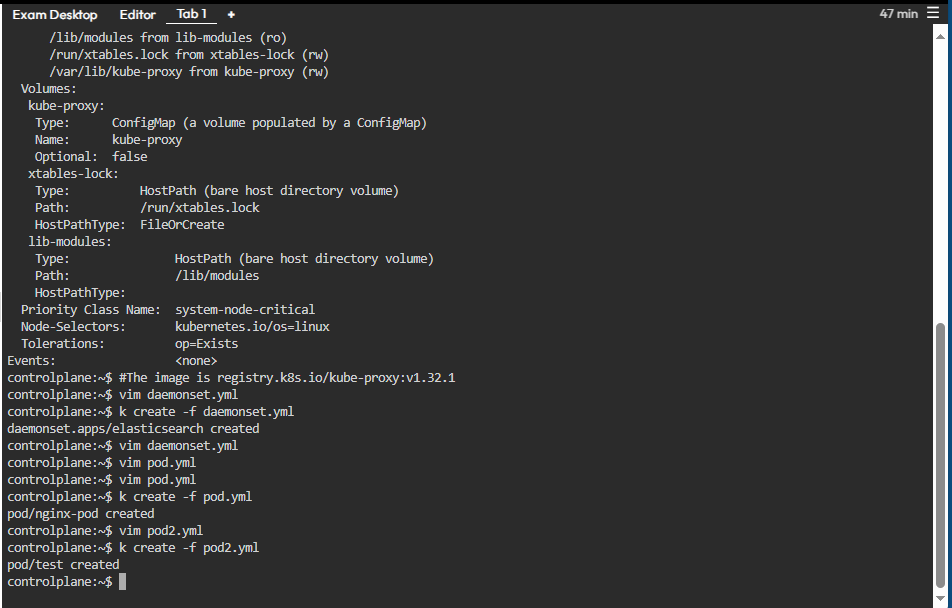 Exam Desktop Editor Tab 1 + 47 min
/lib/modules from lib-modules (ro)
/run/xtables.lock from xtables-lock (rw)
/var/lib/kube-proxy from kube-proxy (rw)
Volumes:
kube-proxy:
Type: ConfigMap (a volume populated by a ConfigMap)
Name: kube-proxy
Optional: false
xtables-lock:
Type: HostPath (bare host directory volume)
Path: /run/xtables.lock
HostPathType: FileOrCreate
lib-modules:
Type: HostPath (bare host directory volume)
Path: /lib/modules
HostPathType:
Priority Class Name: system-node-critical
Node-Selectors: kubernetes.io/os=linux
Tolerations: op=Exists
Events: <none>
controlplane:~$ #The image is registry.k8s.io/kube-proxy:v1.32.1
controlplane:~$ vim daemonset.yml
controlplane:~$ k create -f daemonset.yml
daemonset.apps/elasticsearch created
controlplane:~$ vim daemonset.yml
controlplane:~$ vim pod.yml
controlplane:~$ vim pod.yml
controlplane:~$ k create -f pod.yml
pod/nginx-pod created
controlplane:~$ vim pod2.yml
controlplane:~$ k create -f pod2.yml
pod/test created
controlplane:~$